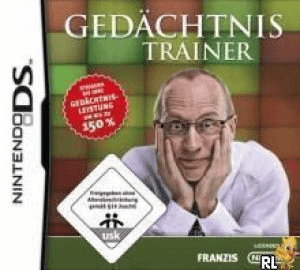 GEDÄCHTNIS
TRAINER
NINTENDO DS
STEIGERN
SIE IHRE
GEDÄCHTNIS-
LEISTUNG
UM BIS ZU
150 %
Freigegeben ohne
Altersbeschränkung
gemäß §14 JuSchG
usk
FRANZIS
LICENSED
RL